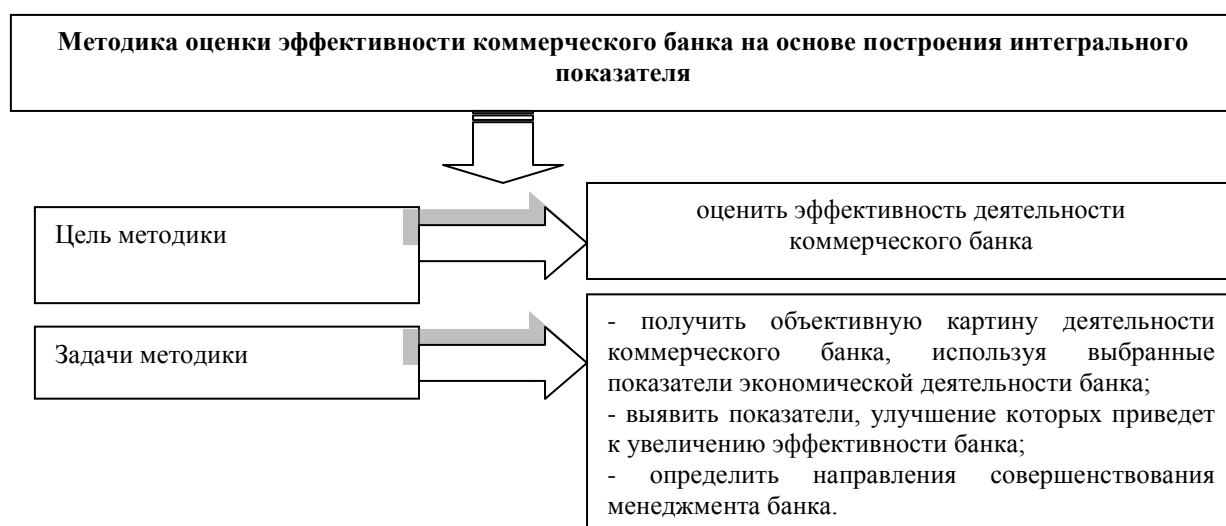 Методика оценки эффективности коммерческого банка на основе построения интегрального
показателя
Цель методики
оценить эффективность деятельности
коммерческого банка
Задачи методики
- получить объективную картину деятельности
коммерческого банка, используя выбранные
показатели экономической деятельности банка;
- выявить показатели, улучшение которых приведет
к увеличению эффективности банка;
- определить направления совершенствования
менеджмента банка.